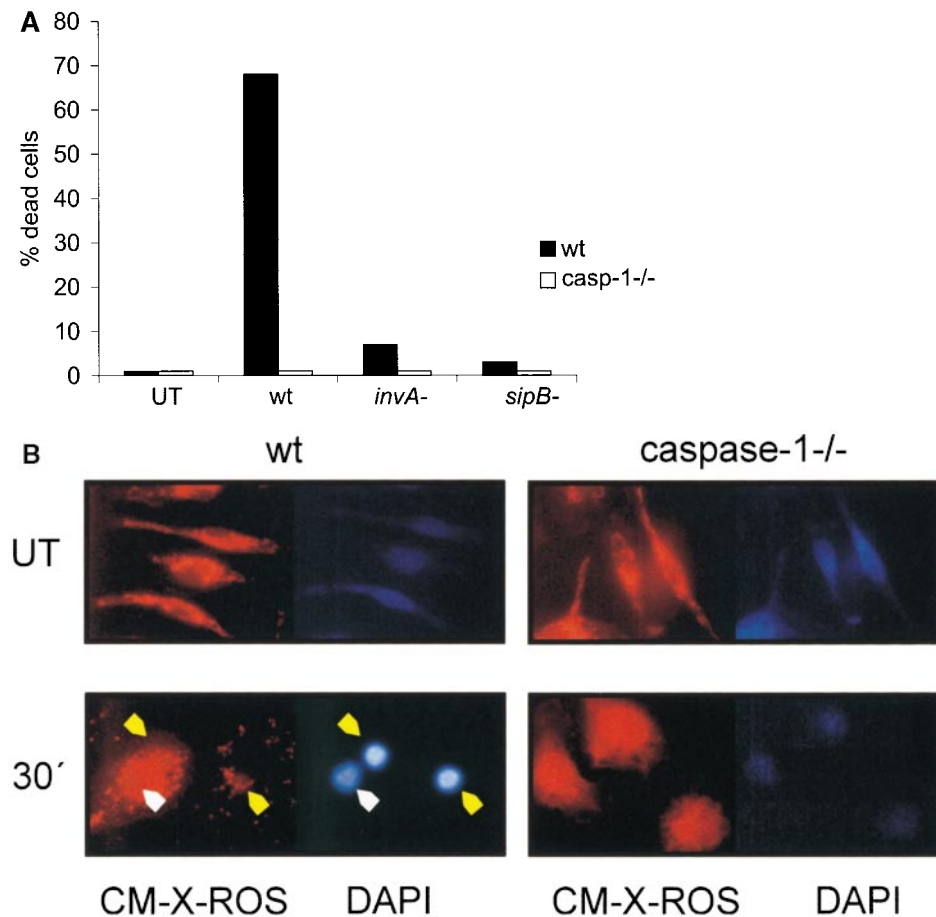 A
80
70
60
50
40
30
20
10
0
% dead cells
UT wt invA- sipB-
wt
casp-1-/-
B
wt caspase-1-/-
UT
30´
CM-X-ROS DAPI CM-X-ROS DAPI